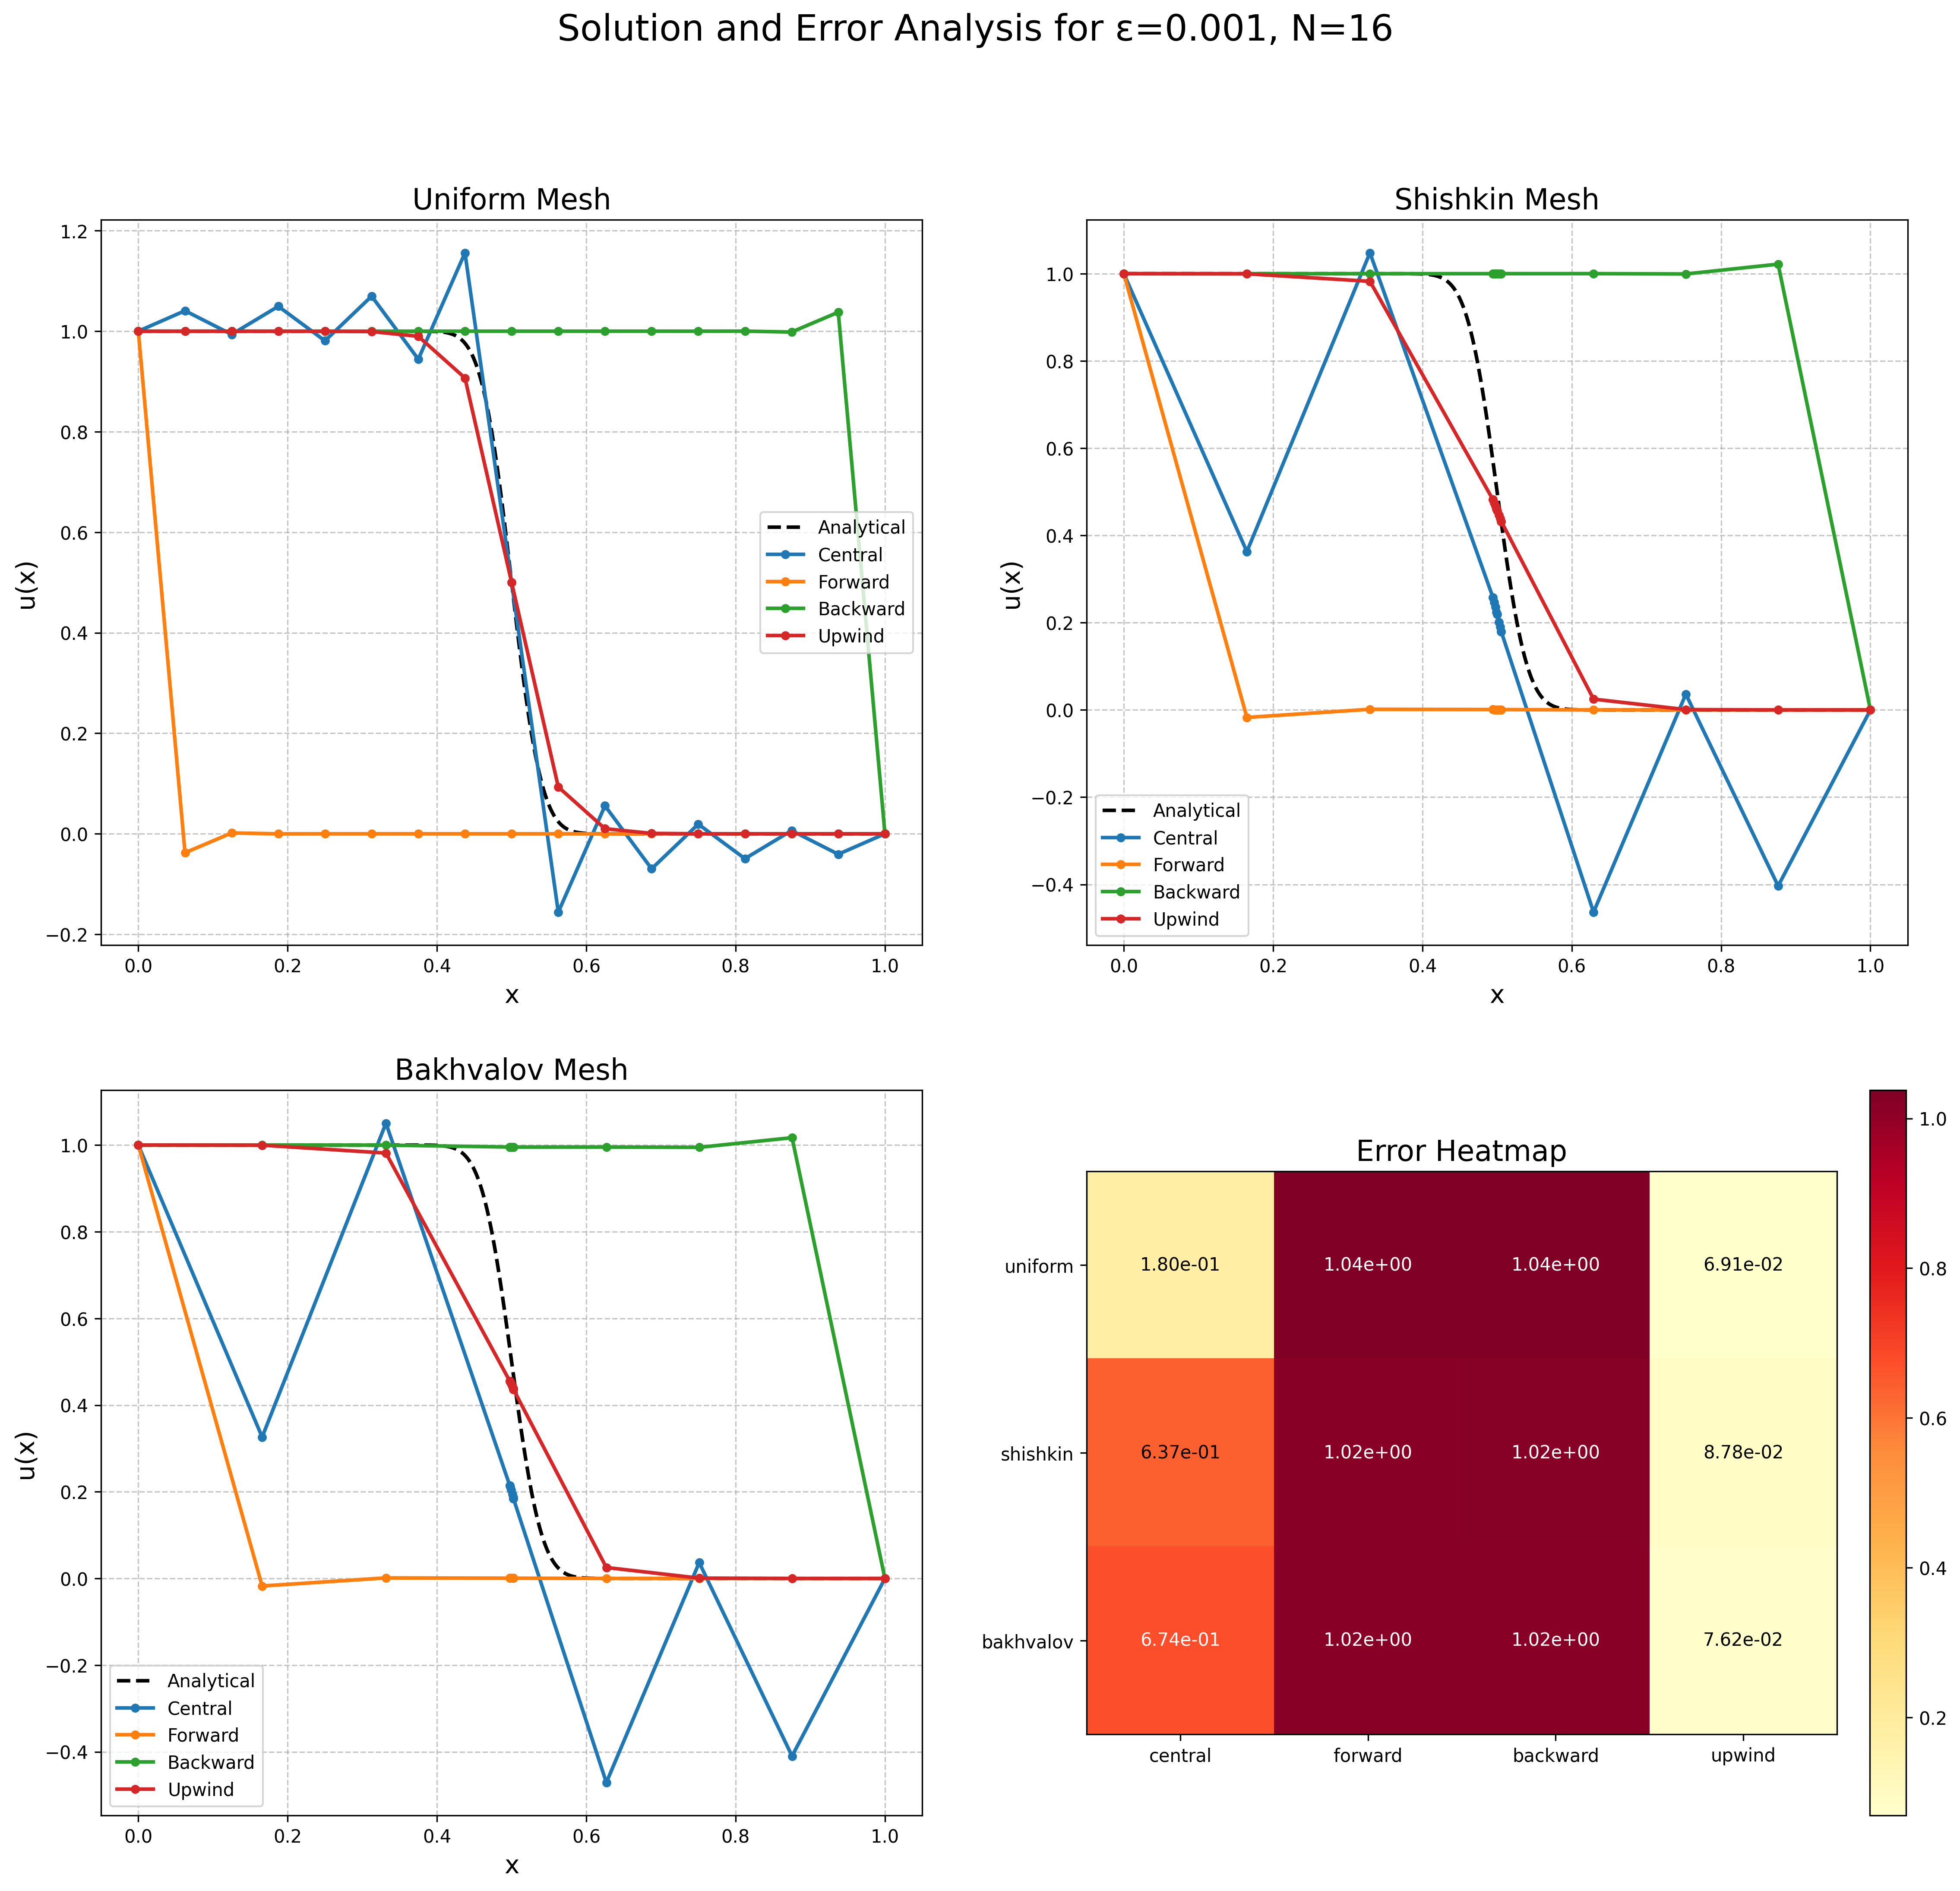 Solution and Error Analysis for ε=0.001, N=16
Uniform Mesh
1.2
1.0
0.8
0.6
0.4
0.2
0.0
−0.2
u(x)
0.0 0.2 0.4 0.6 0.8 1.0
x
Analytical
Central
Forward
Backward
Upwind
Shishkin Mesh
1.0
0.8
0.6
0.4
0.2
0.0
−0.2
−0.4
u(x)
0.0 0.2 0.4 0.6 0.8 1.0
x
Analytical
Central
Forward
Backward
Upwind
Bakhvalov Mesh
1.0
0.8
0.6
0.4
0.2
0.0
−0.2
−0.4
u(x)
0.0 0.2 0.4 0.6 0.8 1.0
x
Analytical
Central
Forward
Backward
Upwind
Error Heatmap
uniform 1.80e-01 1.04e+00 1.04e+00 6.91e-02
shishkin 6.37e-01 1.02e+00 1.02e+00 8.78e-02
bakhvalov 6.74e-01 1.02e+00 1.02e+00 7.62e-02
central forward backward upwind
1.0
0.8
0.6
0.4
0.2